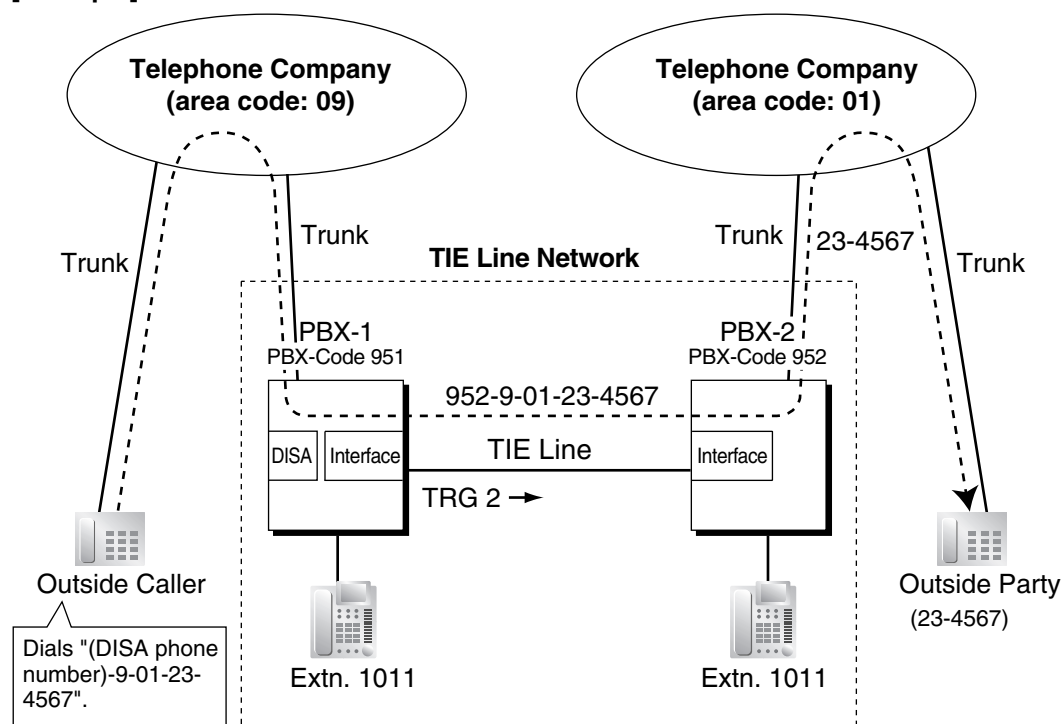 Telephone Company
(area code: 09)
Telephone Company
(area code: 01)
Trunk
Trunk
TIE Line Network
Trunk
23-4567
Trunk
PBX-1
PBX-Code 951
PBX-2
PBX-Code 952
952-9-01-23-4567
DISA
Interface
TIE Line
Interface
TRG 2
Outside Caller
Outside Party
(23-4567)
Dials "(DISA phone
number)-9-01-23-
4567".
Extn. 1011
Extn. 1011